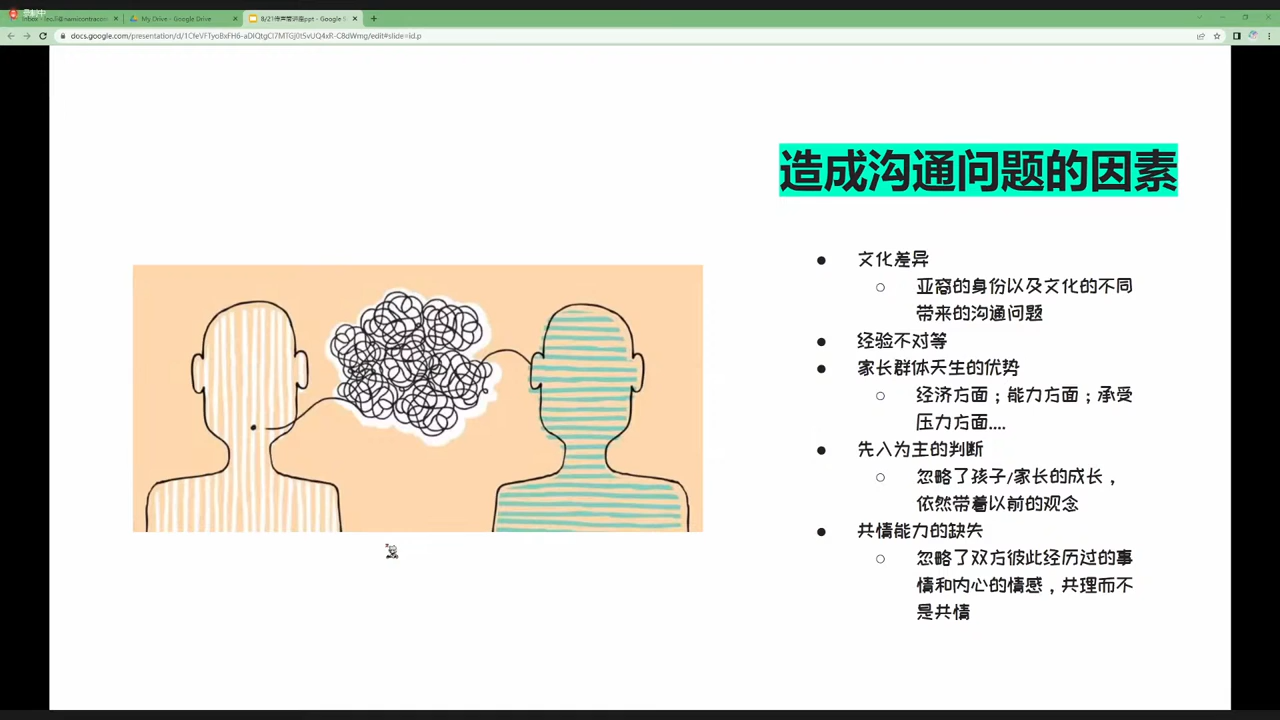 录制中
My Drive - Google Drive
docs.google.com/presentation/d/1CfeVFTyoBxFH6-aDIQtgCl7MTGJ0tSvUQ4xR-C8dWmg/edit#slide=id.p
造成沟通问题的因素
● 文化差异
○ 亚裔的身份以及文化的不同
带来的沟通问题
● 经验不对等
● 家长群体天生的优势
○ 经济方面；能力方面；承受
压力方面....
● 先入为主的判断
○ 忽略了孩子/家长的成长，
依然带着以前的观念
● 共情能力的缺失
○ 忽略了双方彼此经历过的事
情和内心的情感，共理而不
是共情